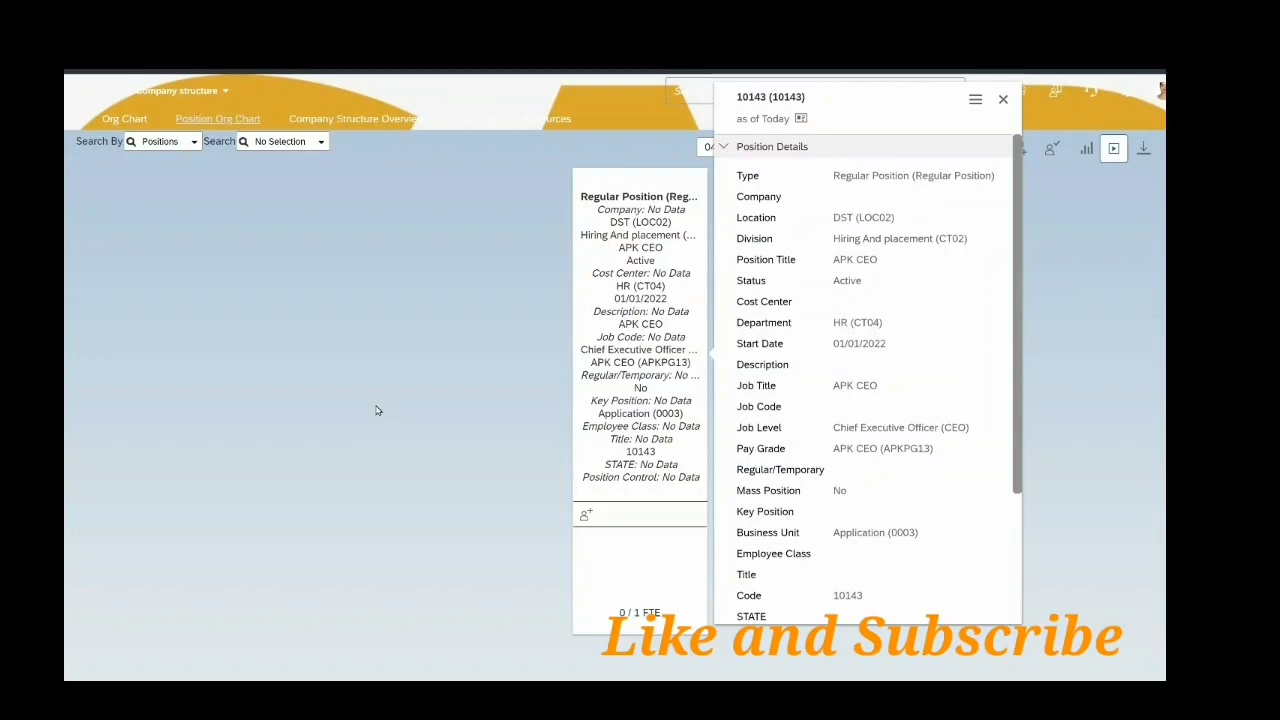 ompany structure
Org Chart
Position Org Chart
Company Structure Overvie
urces
Search By
Positions
Search
No Selection
04
Regular Position (Reg...
Company: No Data
DST (LOC02)
Hiring And placement (...
APK CEO
Active
Cost Center: No Data
HR (CT04)
01/01/2022
Description: No Data
APK CEO
Job Code: No Data
Chief Executive Officer ...
APK CEO (APKPG13)
Regular/Temporary: No ...
No
Key Position: No Data
Application (0003)
Employee Class: No Data
Title: No Data
10143
STATE: No Data
Position Control: No Data
0 / 1 FTE
10143 (10143)
as of Today
Position Details
Type Regular Position (Regular Position)
Company
Location DST (LOC02)
Division Hiring And placement (CT02)
Position Title APK CEO
Status Active
Cost Center
Department HR (CT04)
Start Date 01/01/2022
Description
Job Title APK CEO
Job Code
Job Level Chief Executive Officer (CEO)
Pay Grade APK CEO (APKPG13)
Regular/Temporary
Mass Position No
Key Position
Business Unit Application (0003)
Employee Class
Title
Code 10143
STATE
Like and Subscribe